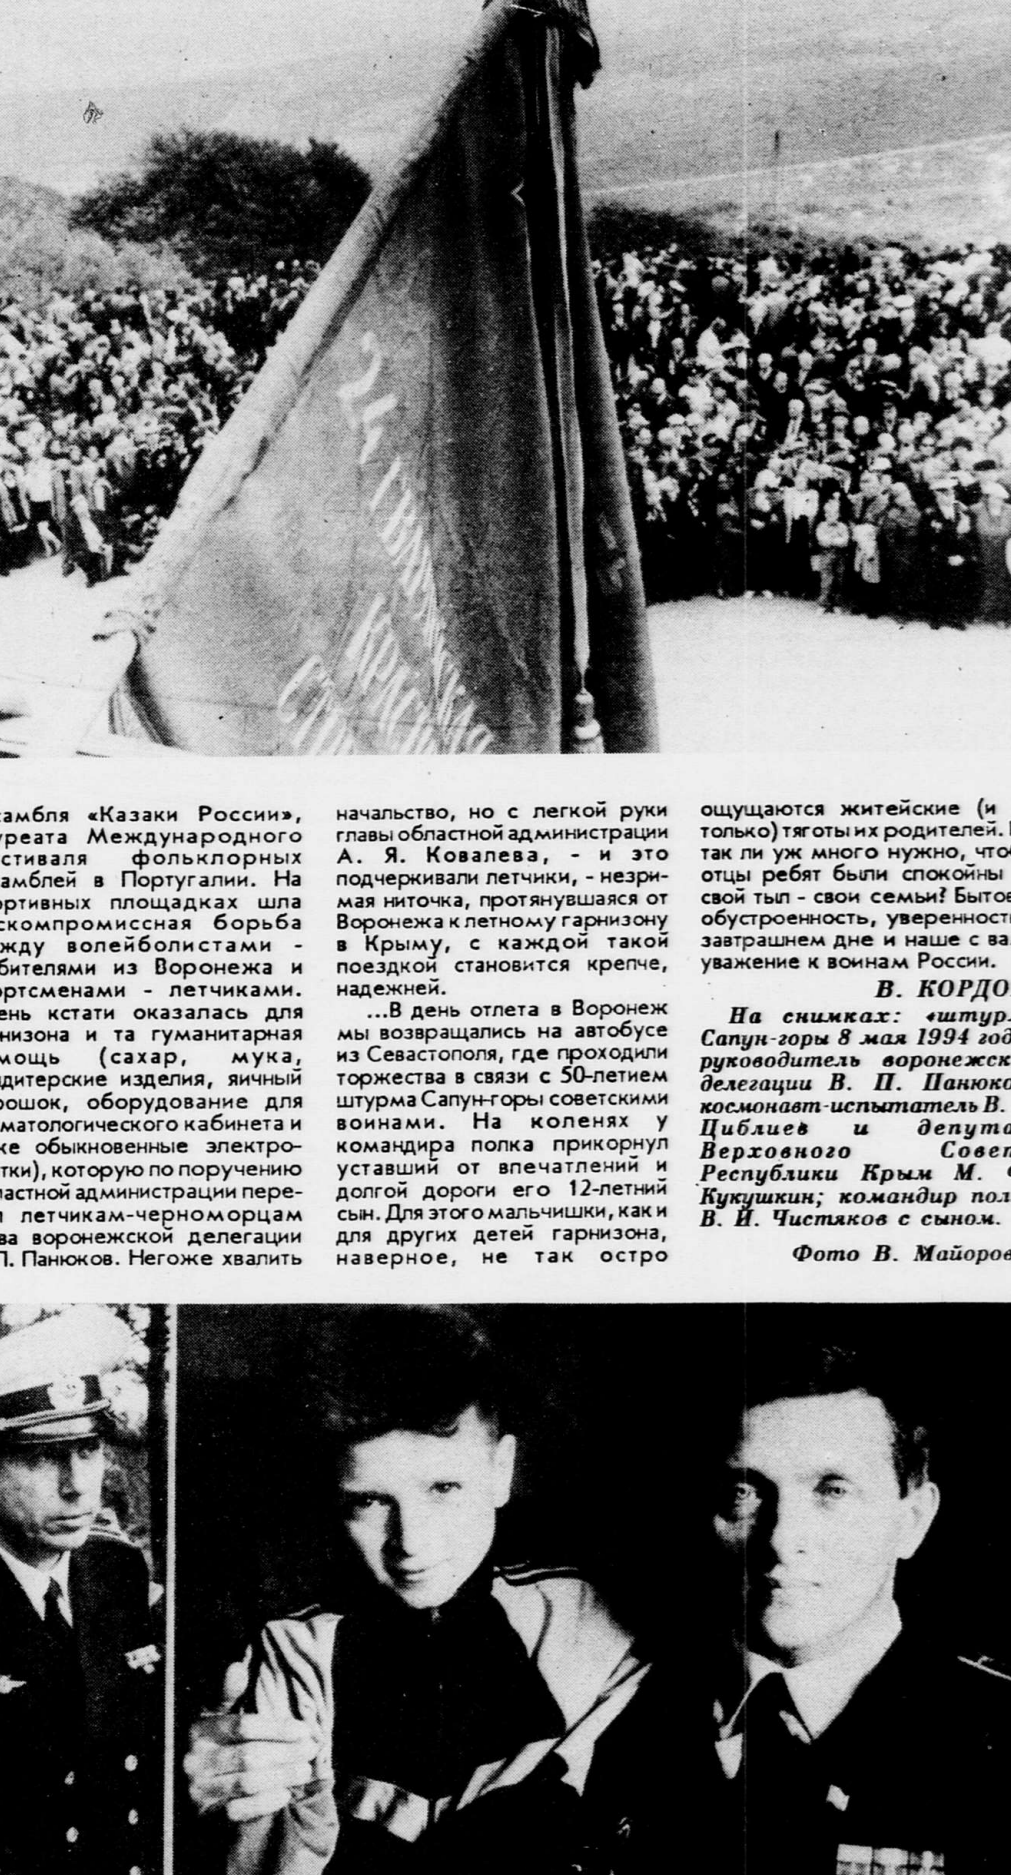 самбля «Казаки России»,
уреата Международного
стиваля фольклорных
самблей в Португалии. На
ортивных площадках шла
скомпромиссная борьба
жду волейболистами -
бителями из Воронежа и
ортсменами - летчиками.
ень кстати оказалась для
рнизона и та гуманитарная
мощь (сахар, мука,
ндитерские изделия, яичный
рошок, оборудование для
матологического кабинета и
же обыкновенные электро-
тки), которую по поручению
ластной администрации пере-
л летчикам-черноморцам
ва воронежской делегации
П. Панюков. Негоже хвалить
начальство, но с легкой руки
главы областной администрации
А. Я. Ковалева, - и это
подчеркивали летчики, - незри-
мая ниточка, протянувшаяся от
Воронежа к летному гарнизону
в Крыму, с каждой такой
поездкой становится крепче,
надежней.
...В день отлета в Воронеж
мы возвращались на автобусе
из Севастополя, где проходили
торжества в связи с 50-летием
штурма Сапун-горы советскими
воинами. На коленях у
командира полка прикорнул
уставший от впечатлений и
долгой дороги его 12-летний
сын. Для этого мальчишки, как и
для других детей гарнизона,
наверное, не так остро
ощущаются житейские (и
только) тяготы их родителей.
так ли уж много нужно, что
отцы ребят были спокойны
свой тыл - свои семьи? Бытов
обустроенность, уверенност
завтрашнем дне и наше с ва
уважение к воинам России.
В. КОРДО
На снимках: «штур
Сапун-горы 8 мая 1994 год
руководитель воронежск
делегации В. П. Панюко
космонавт-испытатель В.
Циблиев и депута
Верховного Совет
Республики Крым М.
Кукушкин; командир пол
В. И. Чистяков с сыном.
Фото В. Майоров